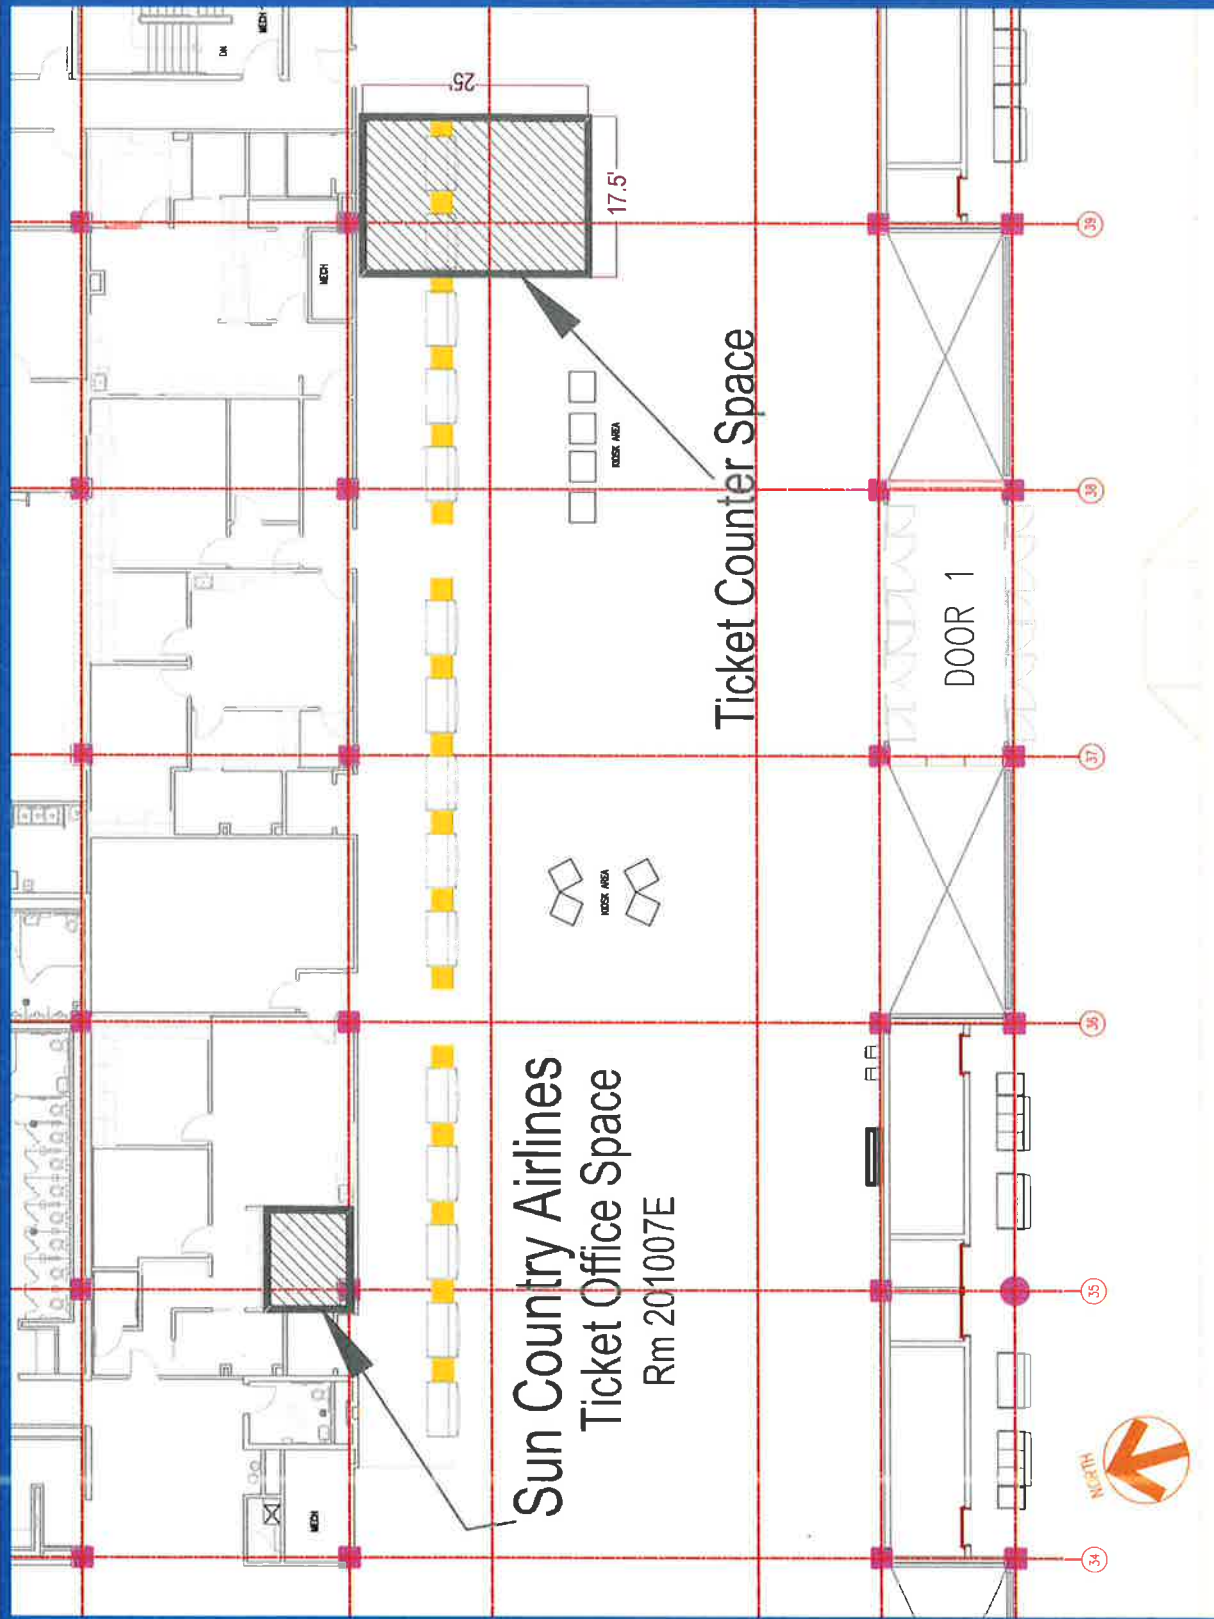 DN
MECH
25'
17.5'
MECH
KIOSK AREA
Ticket Counter Space
DOOR 1
KIOSK AREA
Sun Country Airlines
Ticket Office Space
Rm 201007E
MECH
NORTH
39
38
37
36
35
34